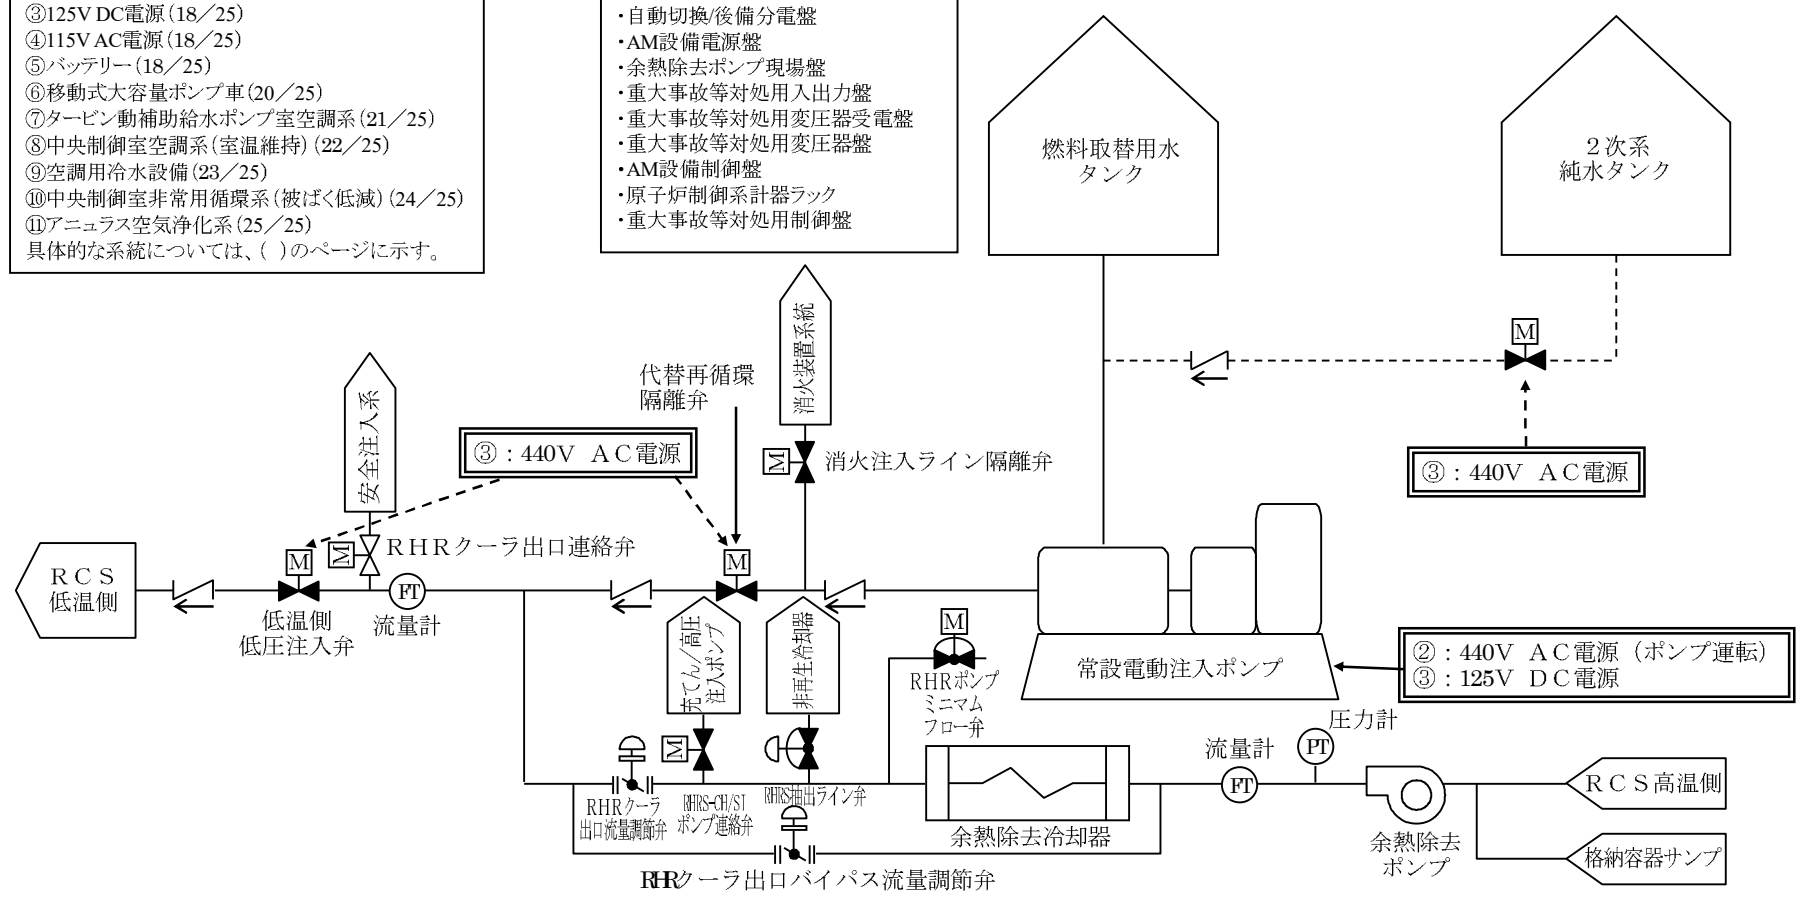 ③125V DC電源(18/25)
④115V AC電源(18/25)
⑤バッテリー(18/25)
⑥移動式大容量ポンプ車(20/25)
⑦タービン動補助給水ポンプ室空調系(21/25)
⑧中央制御室空調系(室温維持)(22/25)
⑨空調用冷水設備(23/25)
⑩中央制御室非常用循環系(被ばく低減)(24/25)
⑪アニュラス空気浄化系(25/25)
具体的な系統については、( )のページに示す。
・自動切換/後備分電盤
・AM設備電源盤
・余熱除去ポンプ現場盤
・重大事故等対処用入出力盤
・重大事故等対処用変圧器受電盤
・重大事故等対処用変圧器盤
・AM設備制御盤
・原子炉制御系計器ラック
・重大事故等対処用制御盤
燃料取替用水
タンク
2次系
純水タンク
M
③:440V AC電源
消火装置系統
代替再循環
隔離弁
安全注入系
③:440V AC電源
M
消火注入ライン隔離弁
RCS
低温側
M
M
RHRクーラ出口連絡弁
FT
M
低温側
低圧注入弁
流量計
充てん/高圧
注入ポンプ
非再生冷却器
M
RHRポンプ
ミニマム
フロー弁
常設電動注入ポンプ
②:440V AC電源(ポンプ運転)
③:125V DC電源
圧力計
流量計
PT
FT
M
RHRクーラ
出口流量調節弁
RHRS-CH/SI
ポンプ連絡弁
RHRS抽出ライン弁
余熱除去冷却器
RCS高温側
余熱除去
ポンプ
格納容器サンプ
RHRクーラ出口バイパス流量調節弁